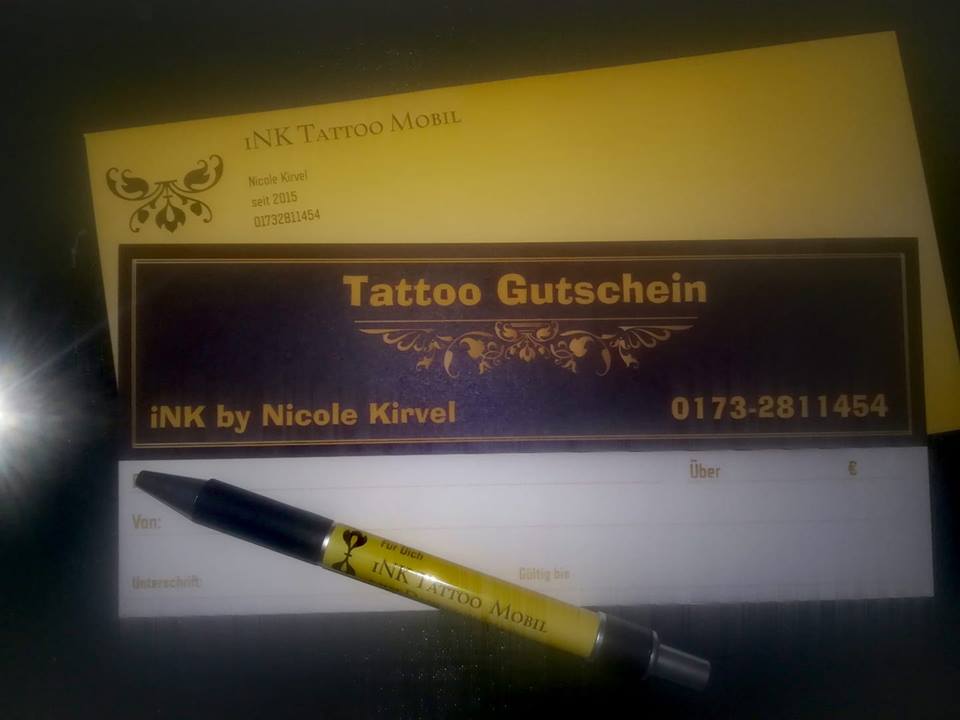 iNK Tattoo Mobil
Nicole Kirvel
seit 2015
01732811454
Tattoo Gutschein
iNK by Nicole Kirvel 0173-2811454
Über €
Von:
Unterschrift: Gültig bis
Für Dich
iNK Tattoo Mobil